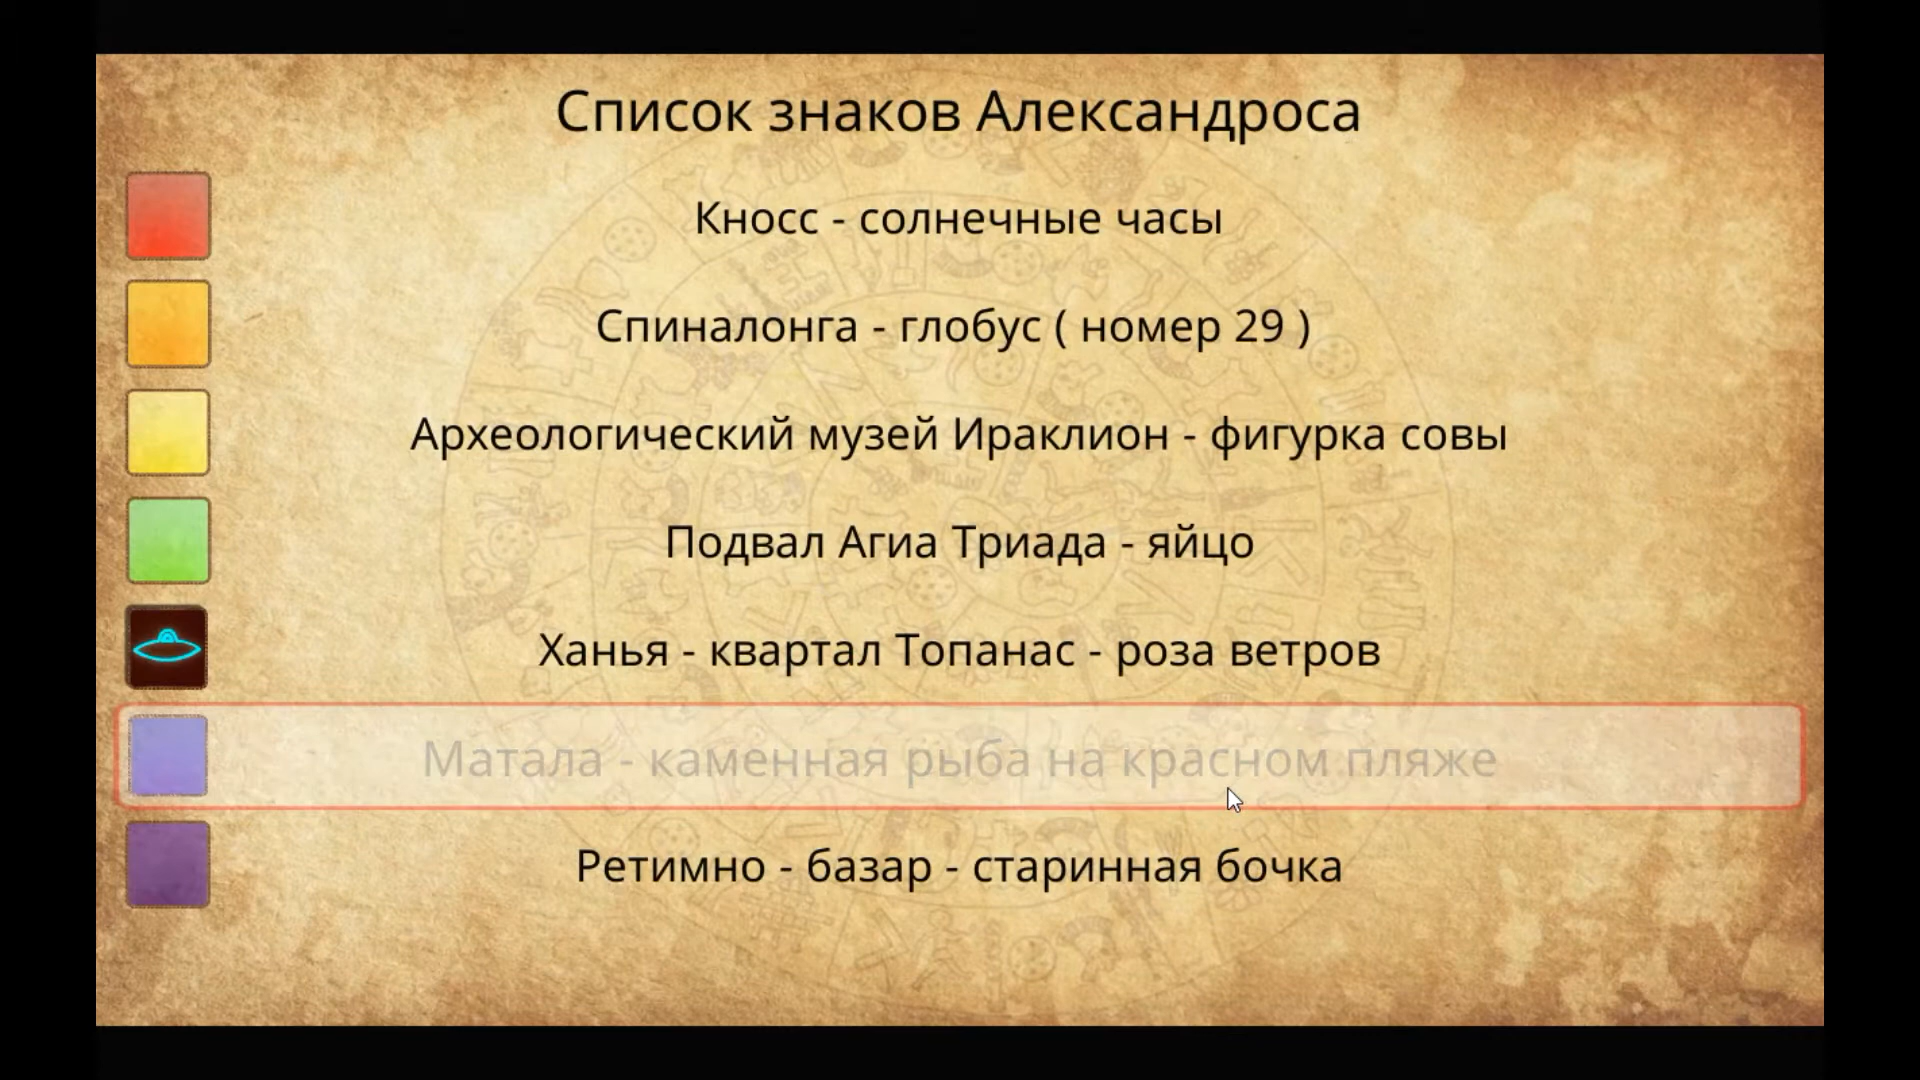 Список знаков Александроса
Кносс - солнечные часы
Спиналонга - глобус ( номер 29 )
Археологический музей Ираклион - фигурка совы
Подвал Агиа Триада - яйцо
Ханья - квартал Топанас - роза ветров
Матала - каменная рыба на красном пляже
Ретимно - базар - старинная бочка